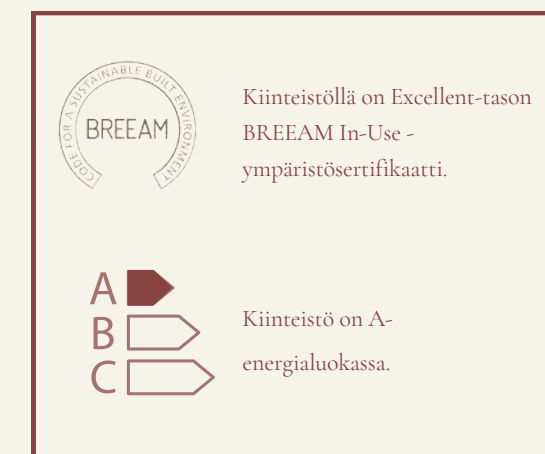 CODE FOR A SUSTAINABLE BUILT ENVIRONMENT
BREEAM
Kiinteistöllä on Excellent-tason
BREEAM In-Use -
ympäristösertifikaatti.
A
B
C
Kiinteistö on A-
energialuokassa.